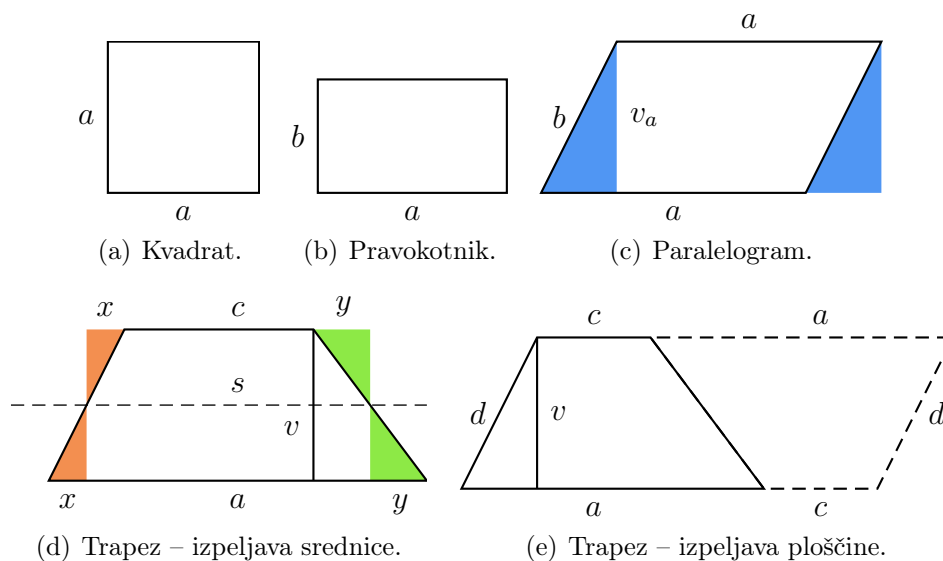 a
a
(a) Kvadrat.
b
a
(b) Pravokotnik.
a
b
v_a
a
(c) Paralelogram.
x c y
s
v
x a y
(d) Trapez – izpeljava srednice.
c a
d v d
a c
(e) Trapez – izpeljava ploščine.